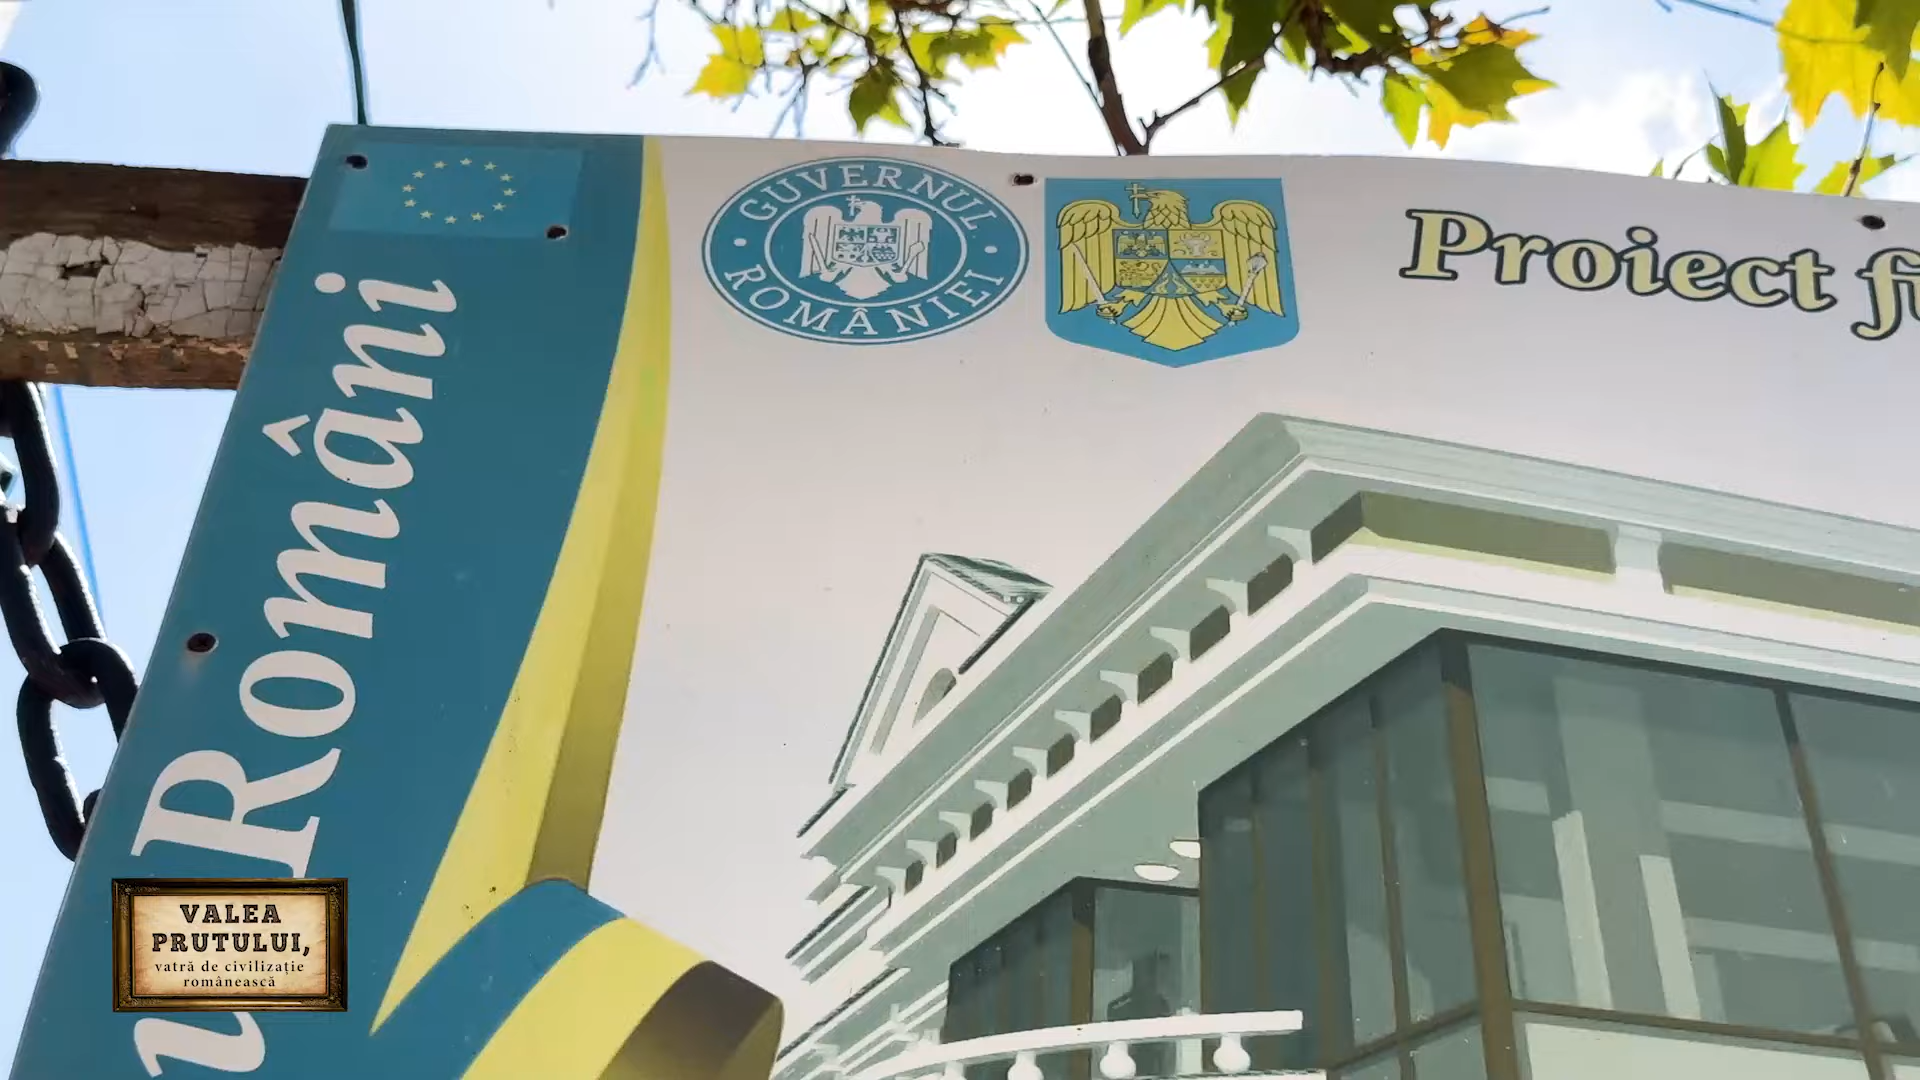 GUVERNUL
ROMÂNIEI
Proiect
Români
VALEA
PRUTULUI,
vatră de civilizație
românească